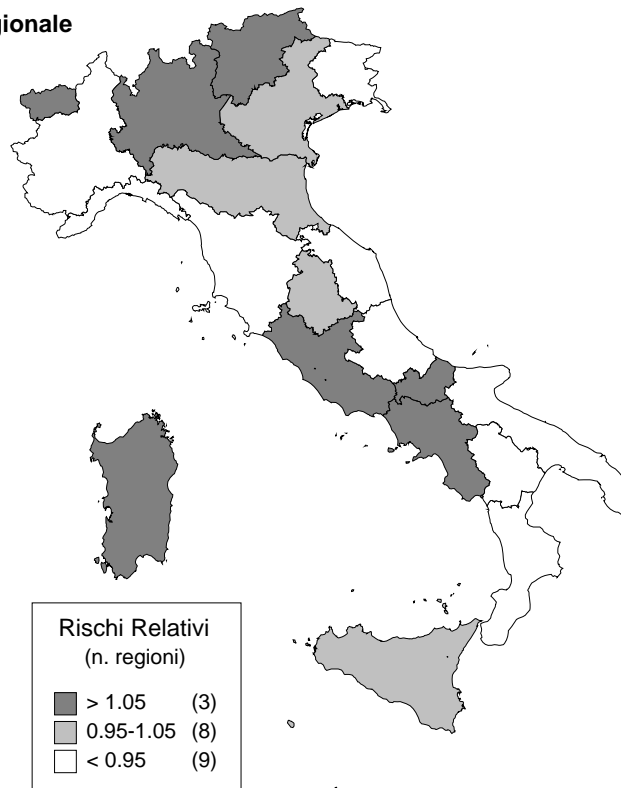 gionale
Rischi Relativi
(n. regioni)
> 1.05 (3)
0.95-1.05 (8)
< 0.95 (9)